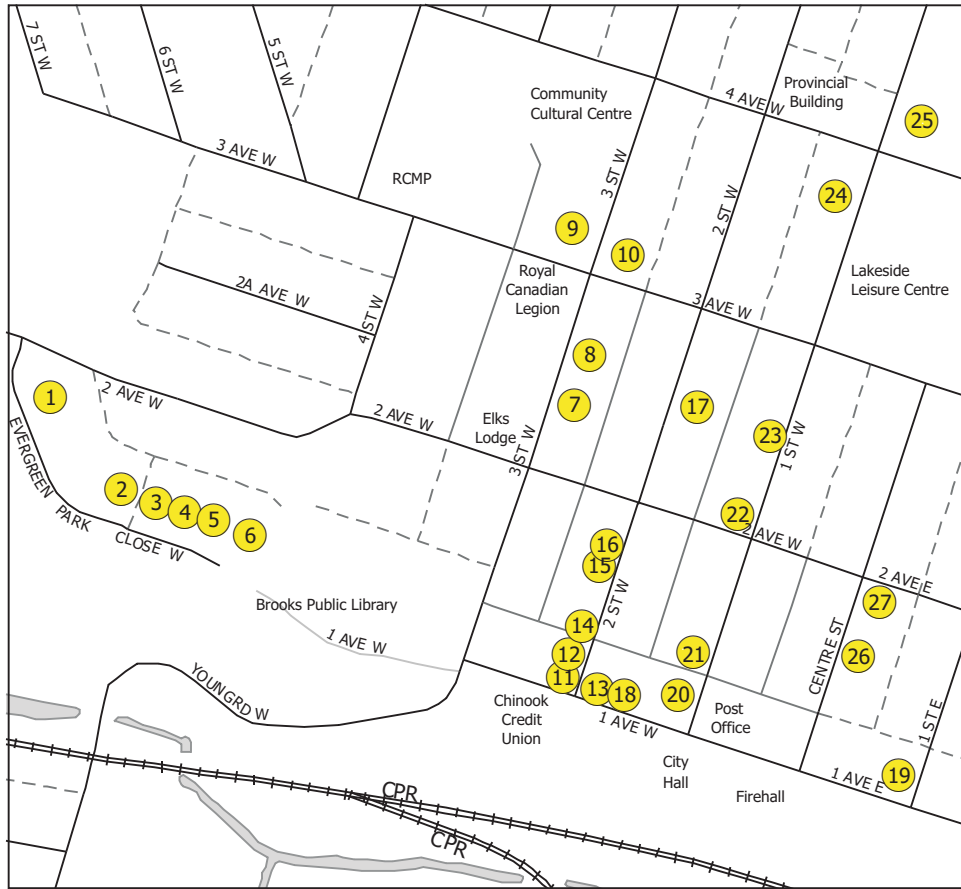 7 ST W
6 ST W
5 ST W
Community
Cultural Centre
Provincial
Building
4 AVE W
25
3 AVE W
RCMP
3 ST W
2 ST W
24
9
10
Royal
Canadian
Legion
Lakeside
Leisure Centre
2A AVE W
4 ST W
3 AVE W
8
1
2 AVE W
7
17
2 AVE W
Elks
Lodge
23
1 ST W
3 ST W
EVERGREEN
PARK
CLOSE W
2
3
4
5
6
22
2 AVE W
16
15
2 AVE E
27
Brooks Public Library
1 AVE W
2 ST W
14
12
11
21
26
CENTRE ST
YOUNGRD W
13
18
20
1 AVE W
Chinook
Credit
Union
Post
Office
1 ST E
City
Hall
Firehall
1 AVE E
19
CPR
CPR